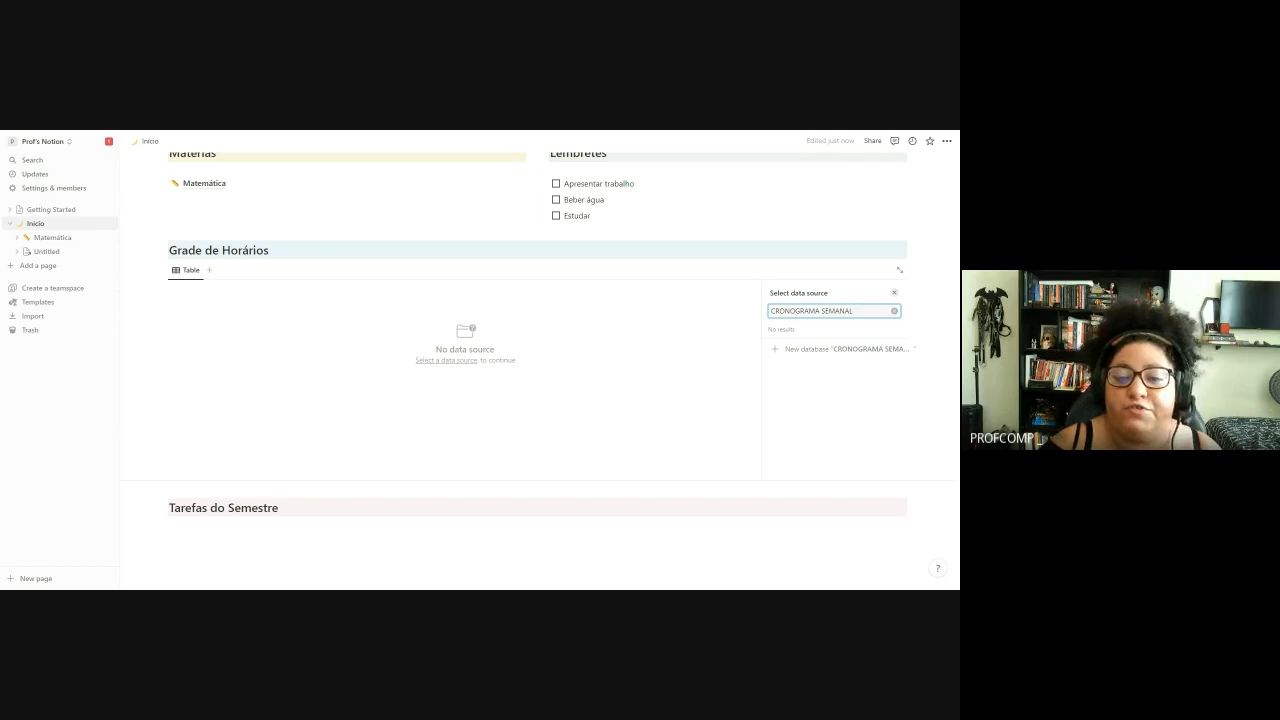 P Prof's Notion
Search
Updates
Settings & members
Getting Started
Início
Matemática
Untitled
Add a page
Create a teamspace
Templates
Import
Trash
New page
Início
Edited just now
Share
Matérias
Matemática
Lembretes
Apresentar trabalho
Beber água
Estudar
Grade de Horários
Table
No data source
Select a data source to continue
Select data source
CRONOGRAMA SEMANAL
No results
New database "CRONOGRAMA SEMA... "
Tarefas do Semestre
?
PROFCOMP_